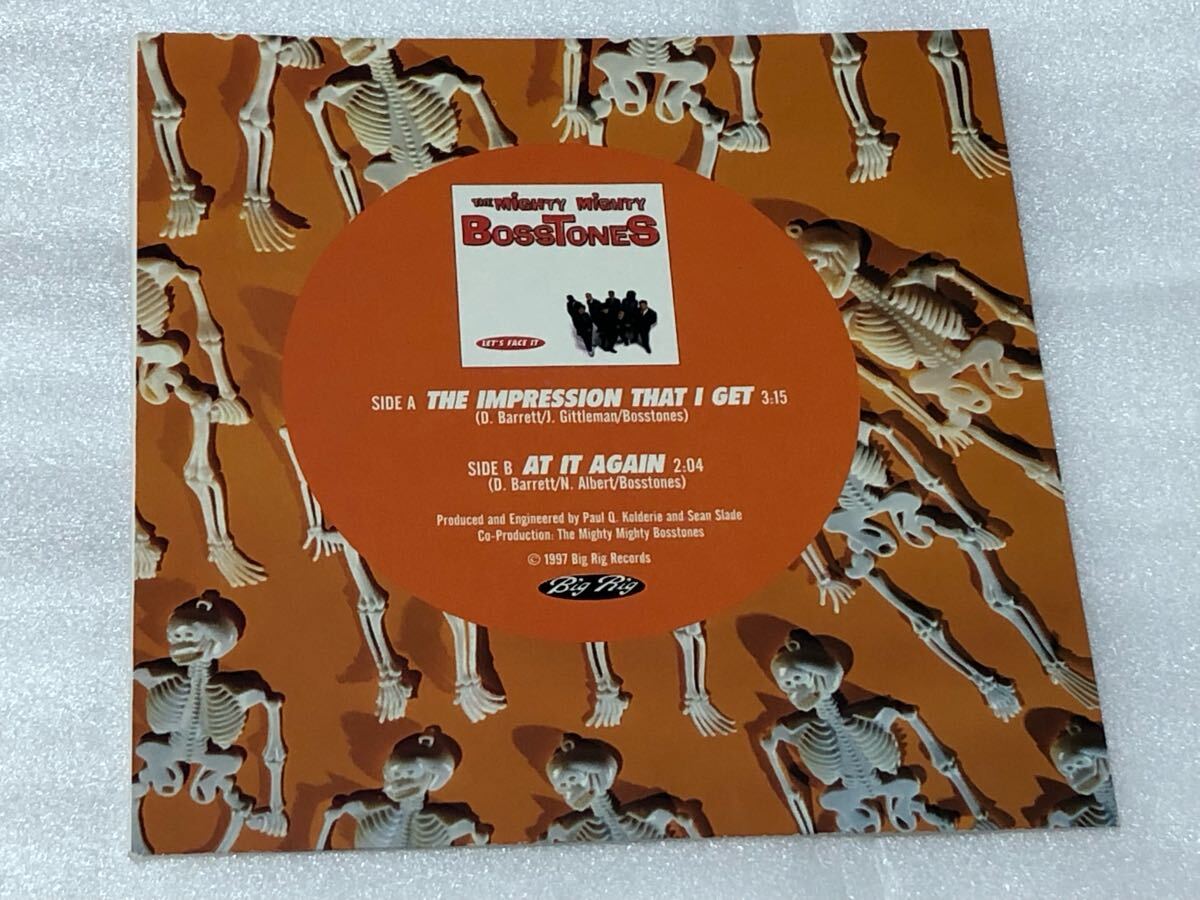 THE MIGHTY MIGHTY
BOSSTONES
LET'S FACE IT
SIDE A THE IMPRESSION THAT I GET 3:15
(D. Barrett/J. Gittleman/Bosstones)
SIDE B AT IT AGAIN 2:04
(D. Barrett/N. Albert/Bosstones)
Produced and Engineered by Paul Q. Kolderie and Sean Slade
Co-Production: The Mighty Mighty Bosstones
© 1997 Big Rig Records
Big Rig